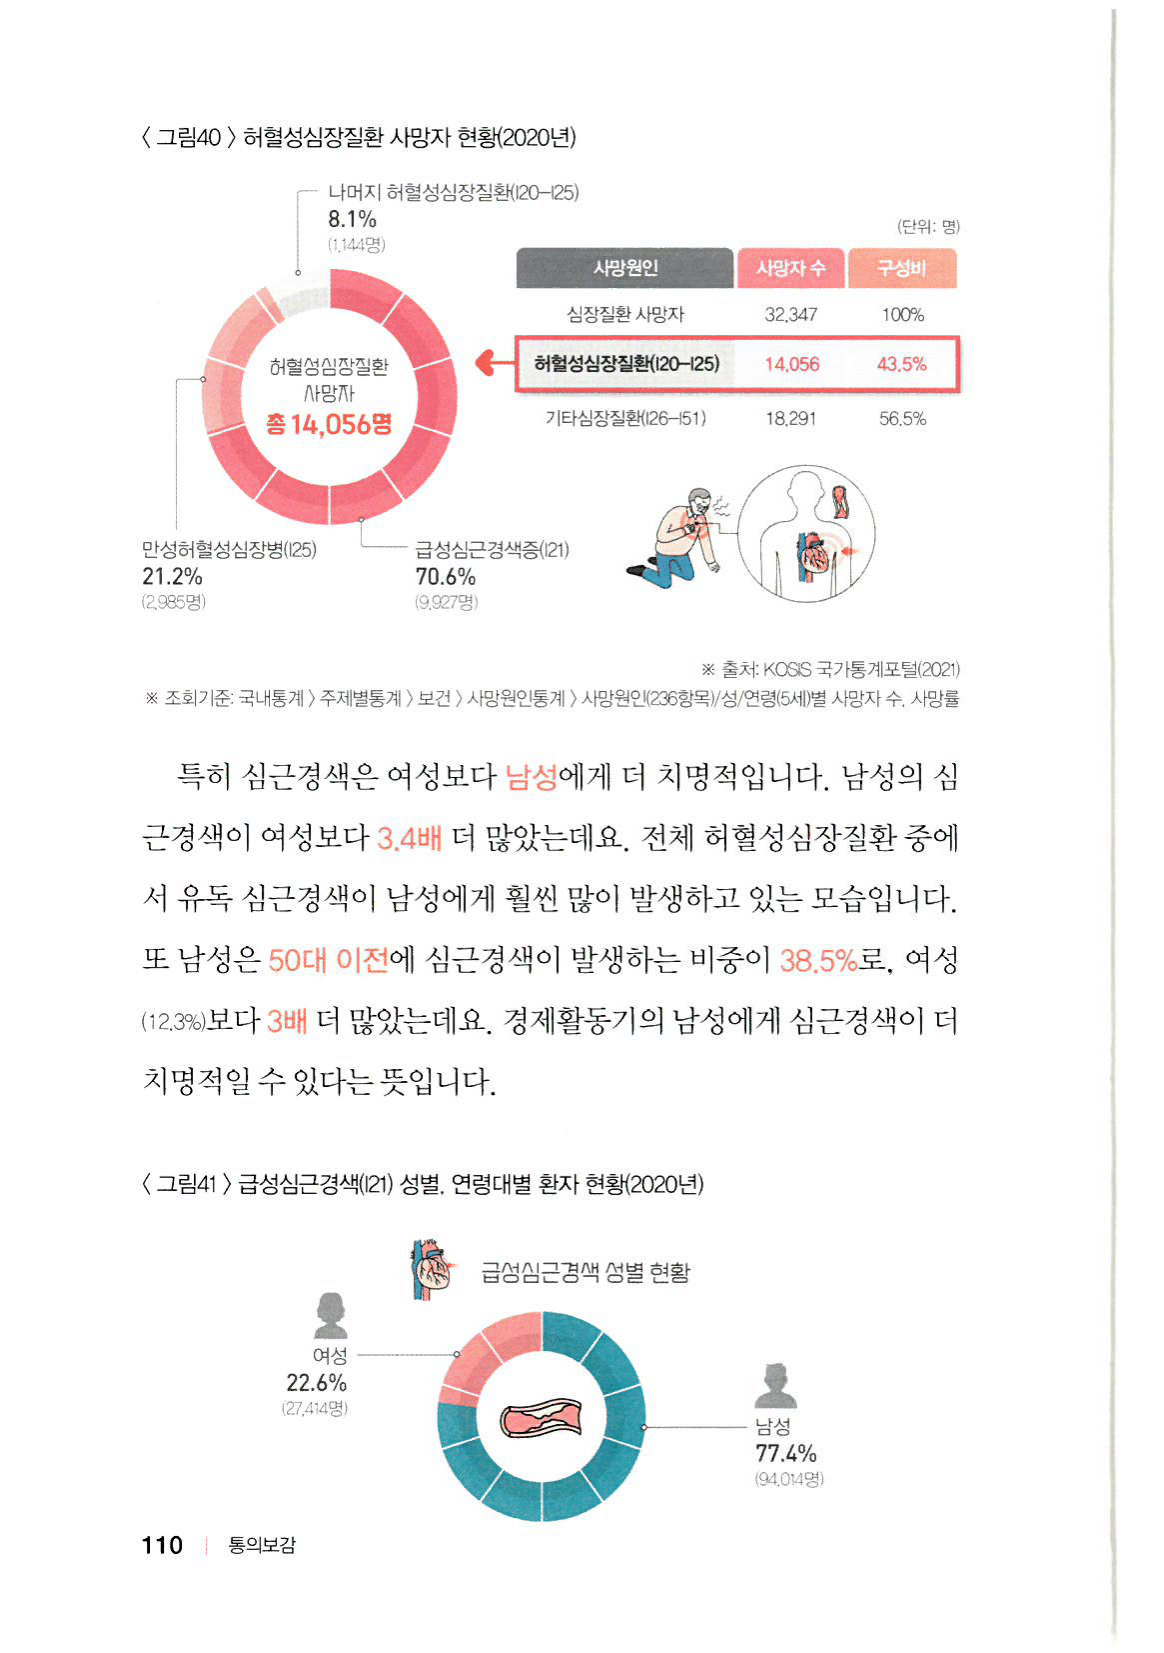 〈 그림40 〉 허혈성심장질환 사망자 현황(2020년)
나머지 허혈성심장질환(I20-I25)
8.1%
(1,144명)
(단위: 명)
사망원인 사망자 수 구성비
심장질환 사망자 32,347 100%
허혈성심장질환(I20-I25) 14,056 43.5%
기타심장질환(I26-I51) 18,291 56.5%
허혈성심장질환
사망자
총 14,056명
만성허혈성심장병(I25)
21.2%
(2,985명)
급성심근경색증(I21)
70.6%
(9,927명)
※ 출처: KOSIS 국가통계포털(2021)
※ 조회기준: 국내통계 〉 주제별통계 〉 보건 〉 사망원인통계 〉 사망원인(236항목)/성/연령(5세)별 사망자 수, 사망률
특히 심근경색은 여성보다 남성에게 더 치명적입니다. 남성의 심
근경색이 여성보다 3.4배 더 많았는데요. 전체 허혈성심장질환 중에
서 유독 심근경색이 남성에게 훨씬 많이 발생하고 있는 모습입니다.
또 남성은 50대 이전에 심근경색이 발생하는 비중이 38.5%로, 여성
(12.3%)보다 3배 더 많았는데요. 경제활동기의 남성에게 심근경색이 더
치명적일 수 있다는 뜻입니다.
〈 그림41 〉 급성심근경색(I21) 성별, 연령대별 환자 현황(2020년)
급성심근경색 성별 현황
여성
22.6%
(27,414명)
남성
77.4%
(94,014명)
110 | 통의보감